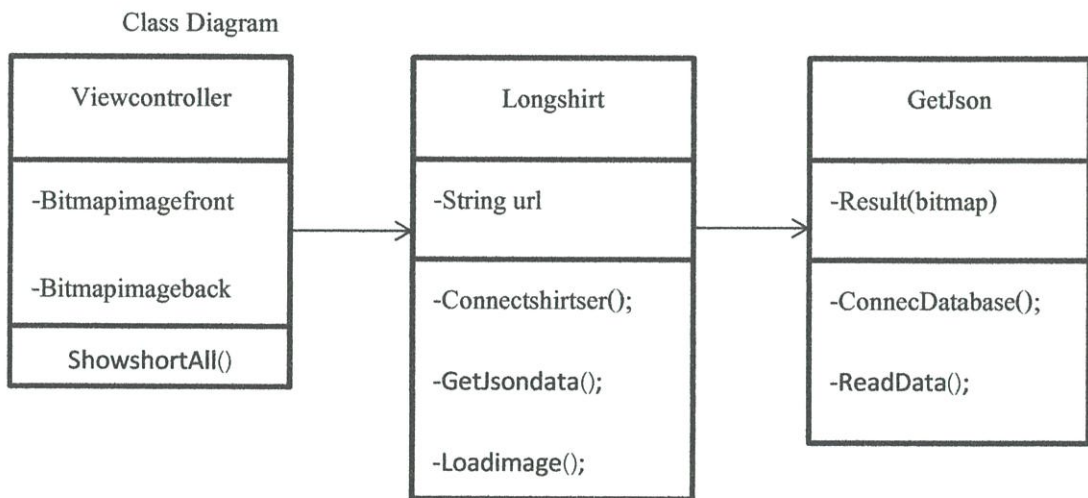 Class Diagram
Viewcontroller
-Bitmapimagefront
-Bitmapimageback
ShowshortAll()
Longshirt
-String url
-Connectshirtser();
-GetJsondata();
-Loadimage();
GetJson
-Result(bitmap)
-ConnecDatabase();
-ReadData();